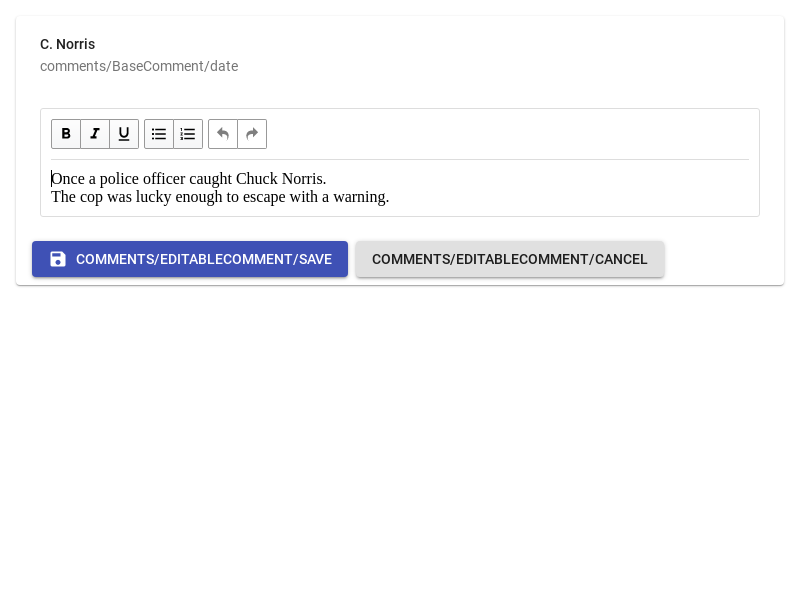 C. Norris
comments/BaseComment/date
B I U
Once a police officer caught Chuck Norris.
The cop was lucky enough to escape with a warning.
COMMENTS/EDITABLECOMMENT/SAVE COMMENTS/EDITABLECOMMENT/CANCEL